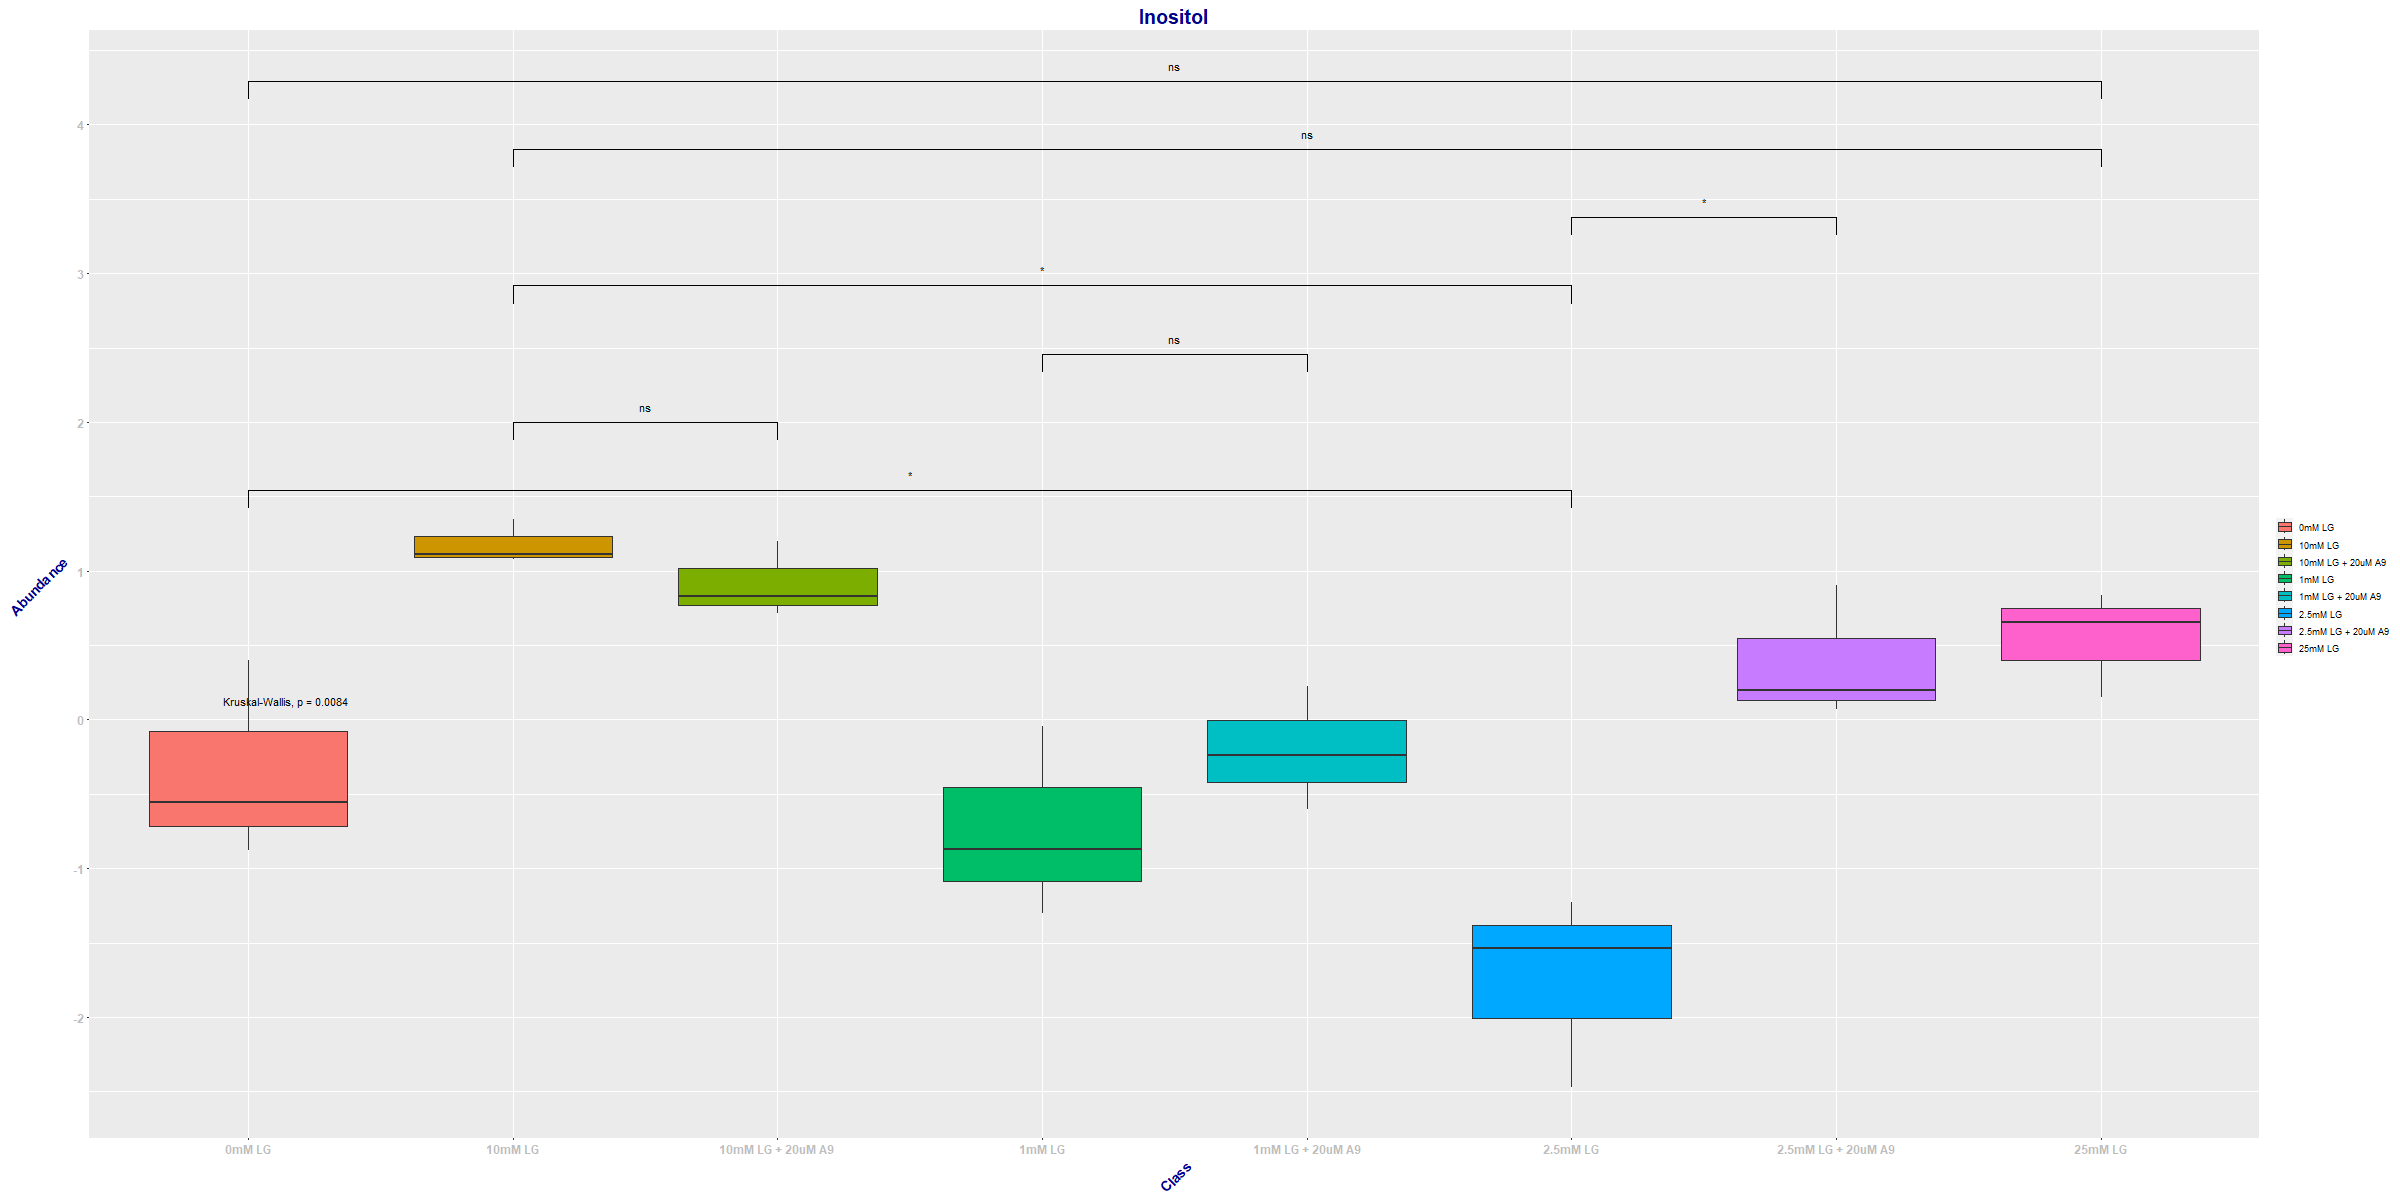 Inositol
ns
4
ns
*
3
*
ns
2
ns
*
1
Abundance
0
Kruskal-Wallis, p = 0.0084
-1
-2
0mM LG
10mM LG
10mM LG + 20uM A9
1mM LG
1mM LG + 20uM A9
2.5mM LG
2.5mM LG + 20uM A9
25mM LG
Class
0mM LG
10mM LG
10mM LG + 20uM A9
1mM LG
1mM LG + 20uM A9
2.5mM LG
2.5mM LG + 20uM A9
25mM LG